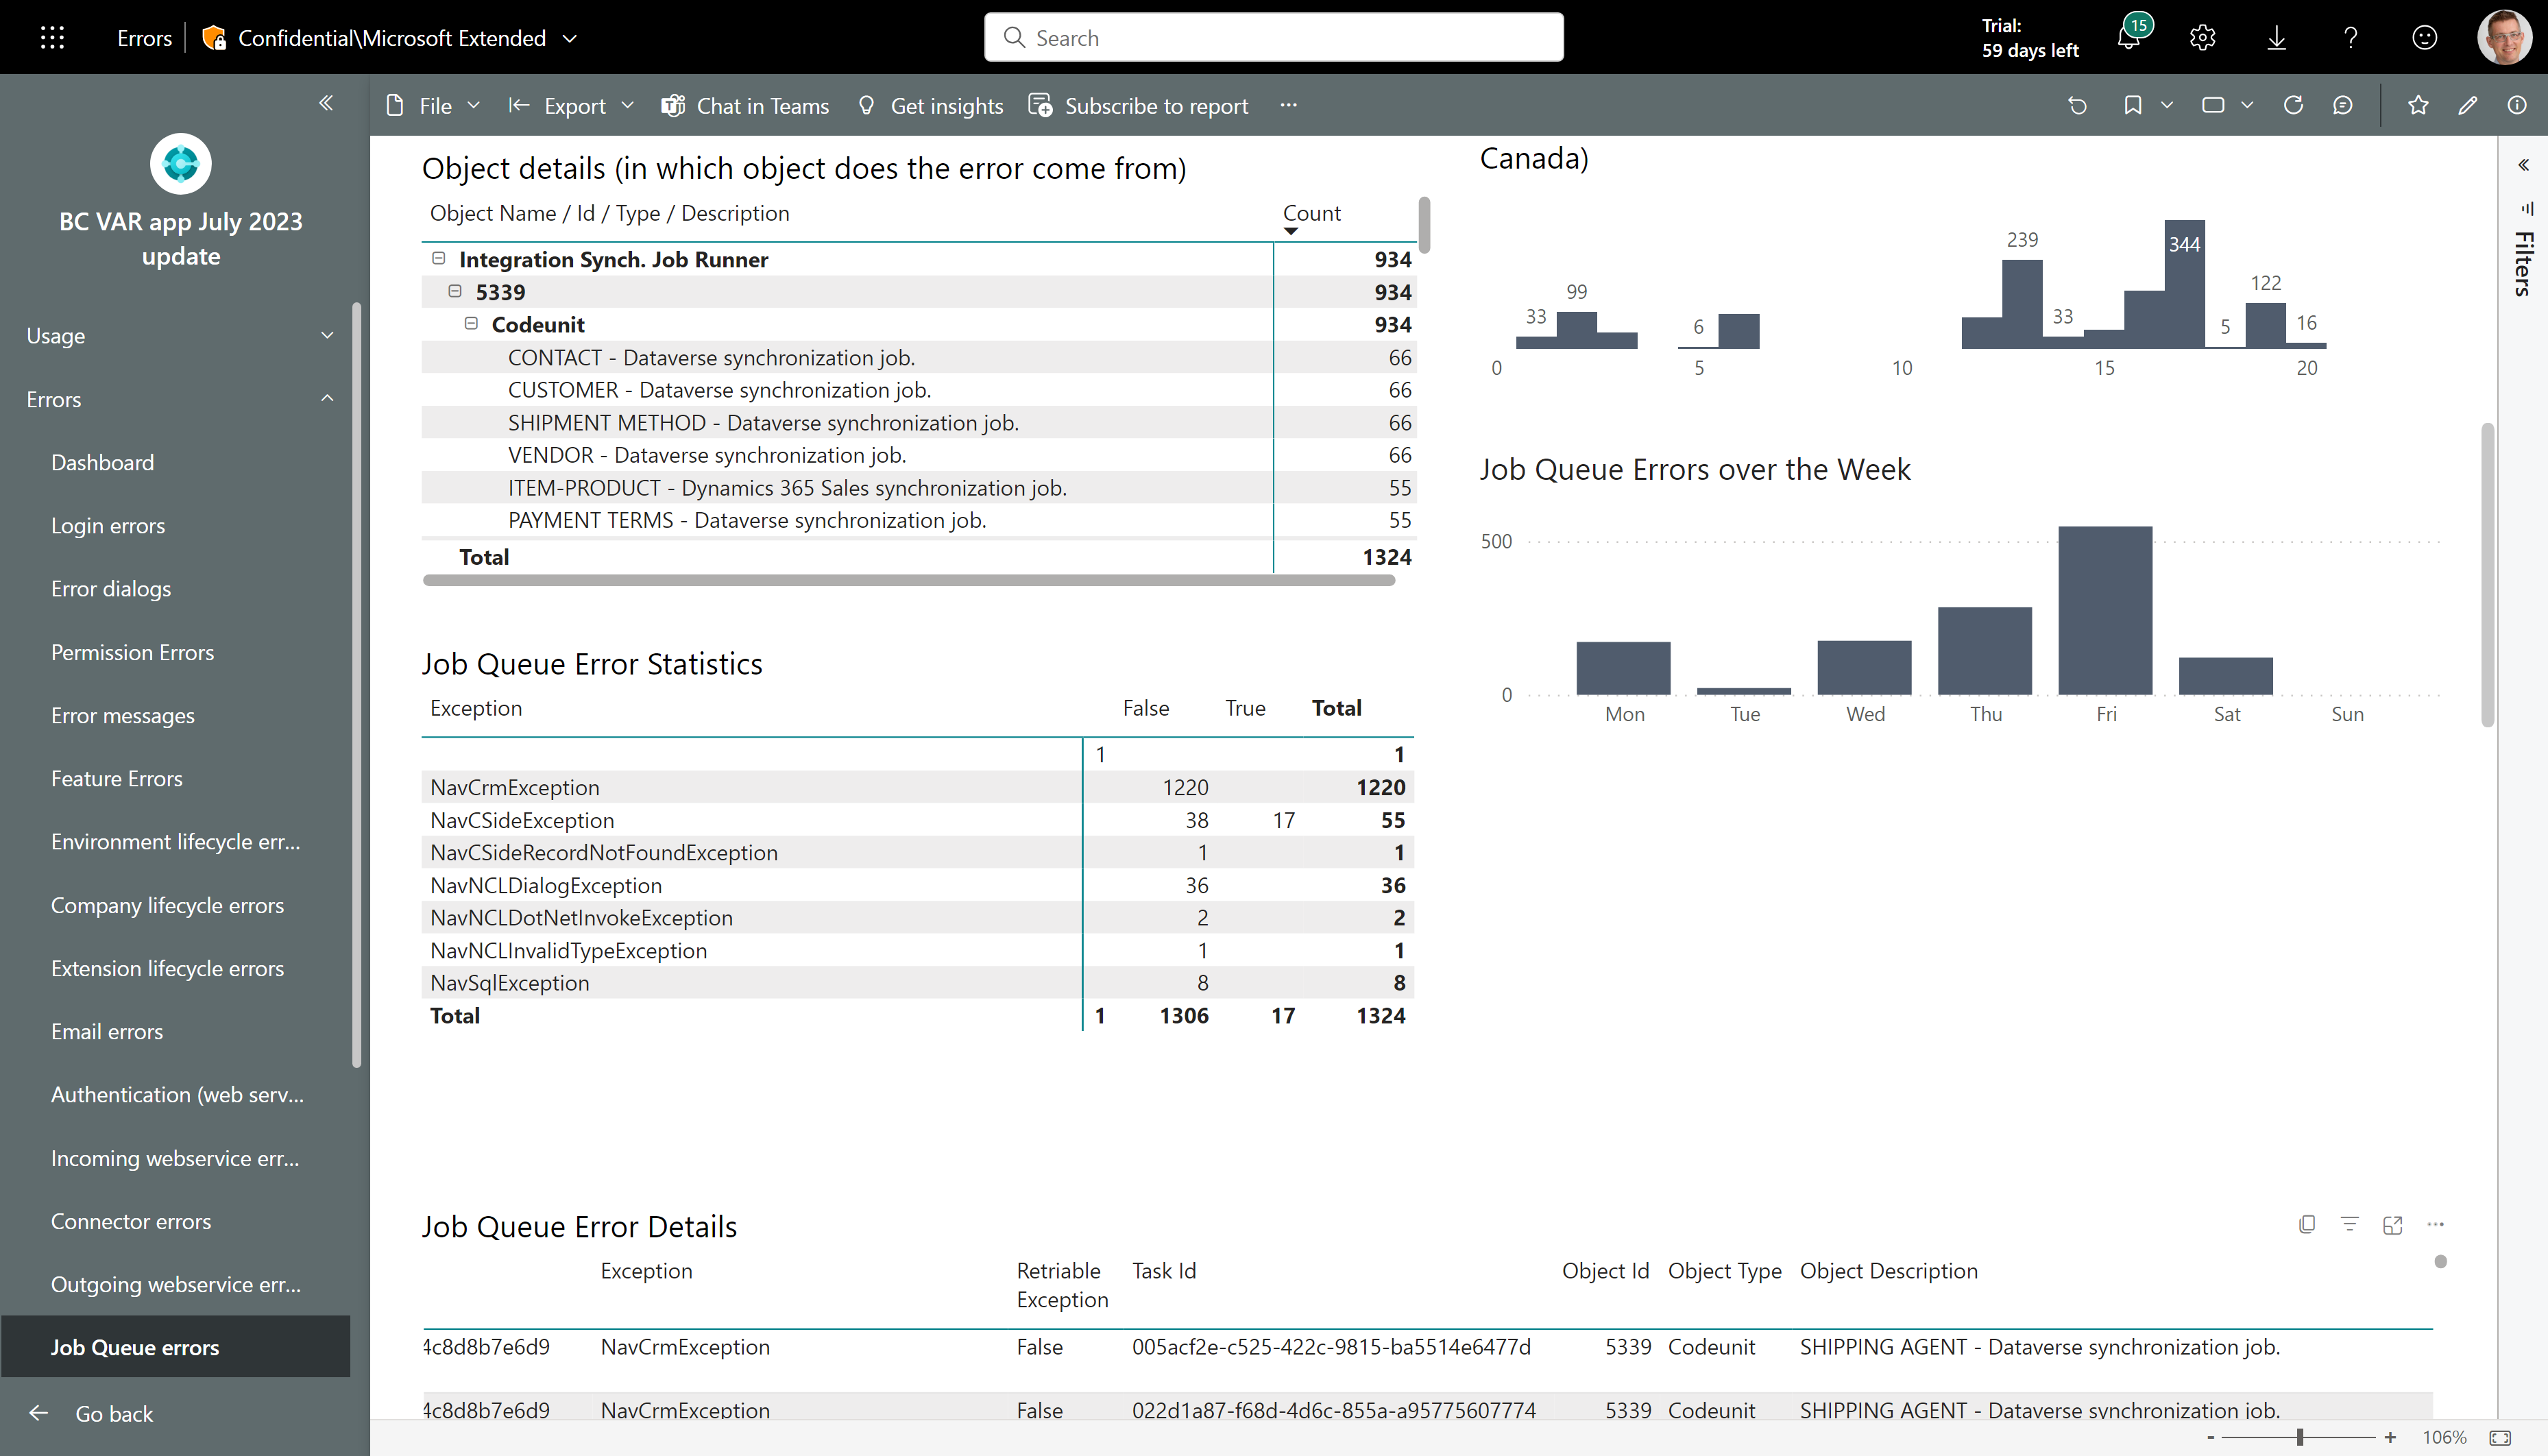 Errors
Confidential\Microsoft Extended
Search
Trial:
59 days left
15
File
Export
Chat in Teams
Get insights
Subscribe to report
BC VAR app July 2023
update
Usage
Errors
Dashboard
Login errors
Error dialogs
Permission Errors
Error messages
Feature Errors
Environment lifecycle err...
Company lifecycle errors
Extension lifecycle errors
Email errors
Authentication (web serv...
Incoming webservice err...
Connector errors
Outgoing webservice err...
Job Queue errors
Go back
Object details (in which object does the error come from)
Object Name / Id / Type / Description Count
Integration Synch. Job Runner 934
5339 934
Codeunit 934
CONTACT - Dataverse synchronization job. 66
CUSTOMER - Dataverse synchronization job. 66
SHIPMENT METHOD - Dataverse synchronization job. 66
VENDOR - Dataverse synchronization job. 66
ITEM-PRODUCT - Dynamics 365 Sales synchronization job. 55
PAYMENT TERMS - Dataverse synchronization job. 55
Total 1324
Canada)
33 99 6 239 33 344 5 122 16
0 5 10 15 20
Job Queue Errors over the Week
500
0
Mon Tue Wed Thu Fri Sat Sun
Filters
Job Queue Error Statistics
Exception False True Total
1 1
NavCrmException 1220 1220
NavCSideException 38 17 55
NavCSideRecordNotFoundException 1 1
NavNCLDialogException 36 36
NavNCLDotNetInvokeException 2 2
NavNCLInvalidTypeException 1 1
NavSqlException 8 8
Total 1 1306 17 1324
Job Queue Error Details
Exception Retriable Task Id Object Id Object Type Object Description
Exception
4c8d8b7e6d9 NavCrmException False 005acf2e-c525-422c-9815-ba5514e6477d 5339 Codeunit SHIPPING AGENT - Dataverse synchronization job.
4c8d8b7e6d9 NavCrmException False 022d1a87-f68d-4d6c-855a-a95775607774 5339 Codeunit SHIPPING AGENT - Dataverse synchronization job.
- + 106%